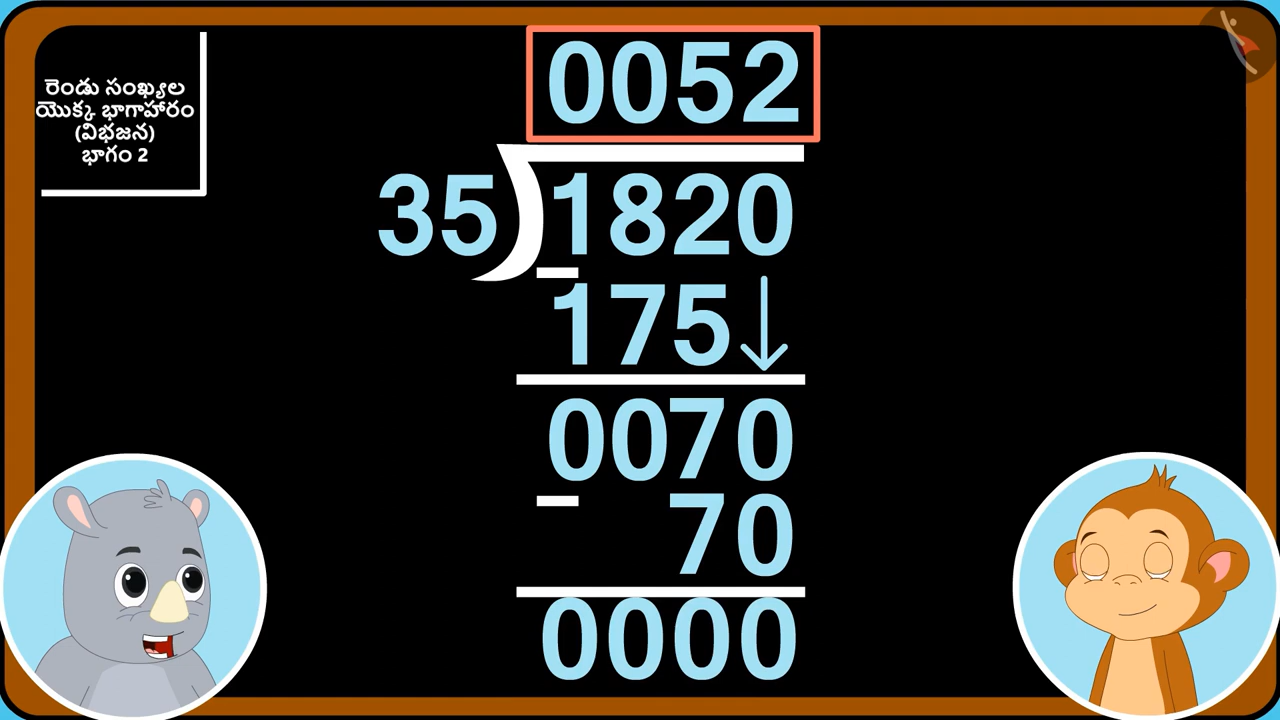 రెండు సంఖ్యల
యొక్క భాగాహారం
(విభజన)
భాగం 2
0052
35 1820
175
0070
70
0000